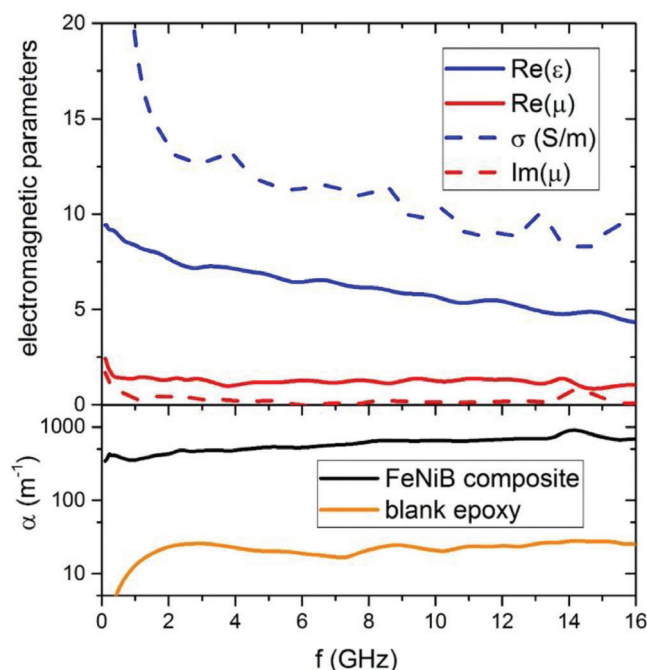 20
15
10
5
0
electromagnetic parameters
Re(ε)
Re(μ)
σ (S/m)
Im(μ)
1000
100
10
α (m⁻¹)
FeNiB composite
blank epoxy
0 2 4 6 8 10 12 14 16
f (GHz)